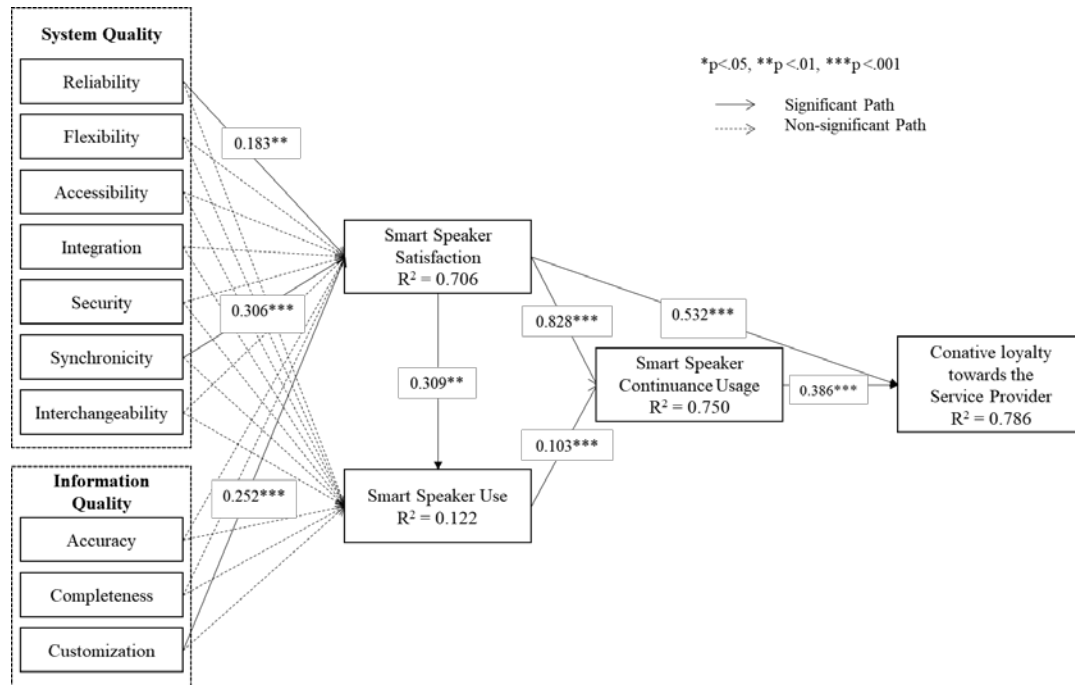 System Quality
Reliability
Flexibility
Accessibility
Integration
Security
Synchronicity
Interchangeability
Information
Quality
Accuracy
Completeness
Customization
0.183**
0.306***
0.252***
Smart Speaker
Satisfaction
R² = 0.706
0.309**
Smart Speaker Use
R² = 0.122
0.828***
0.103***
0.532***
Smart Speaker
Continuance Usage
R² = 0.750
0.386***
Conative loyalty
towards the
Service Provider
R² = 0.786
*p<.05, **p <.01, ***p <.001
Significant Path
Non-significant Path